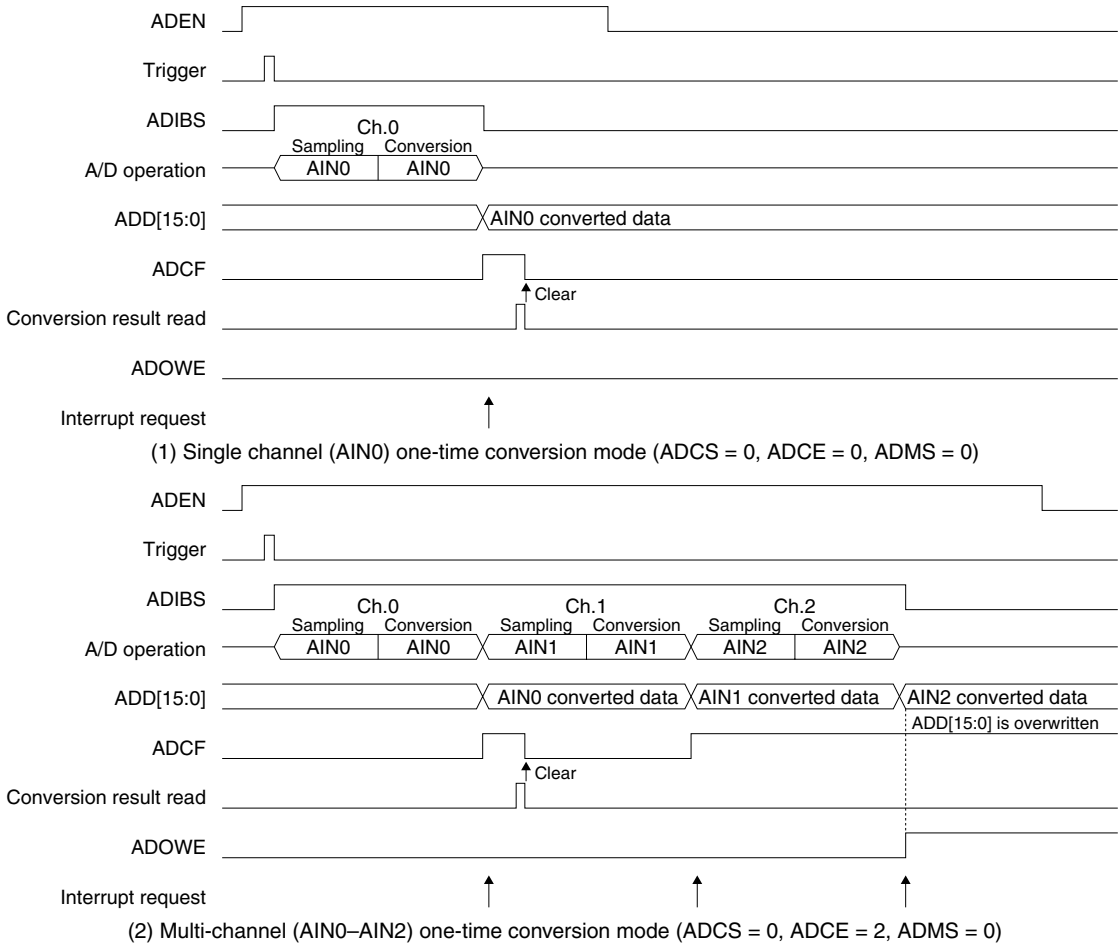 ADEN
Trigger
ADIBS
Ch.0
Sampling Conversion
A/D operation AIN0 AIN0
ADD[15:0] AIN0 converted data
ADCF
Clear
Conversion result read
ADOWE
Interrupt request
(1) Single channel (AIN0) one-time conversion mode (ADCS = 0, ADCE = 0, ADMS = 0)
ADEN
Trigger
ADIBS
Ch.0 Ch.1 Ch.2
Sampling Conversion Sampling Conversion Sampling Conversion
A/D operation AIN0 AIN0 AIN1 AIN1 AIN2 AIN2
ADD[15:0] AIN0 converted data AIN1 converted data AIN2 converted data
ADD[15:0] is overwritten
ADCF
Clear
Conversion result read
ADOWE
Interrupt request
(2) Multi-channel (AIN0–AIN2) one-time conversion mode (ADCS = 0, ADCE = 2, ADMS = 0)